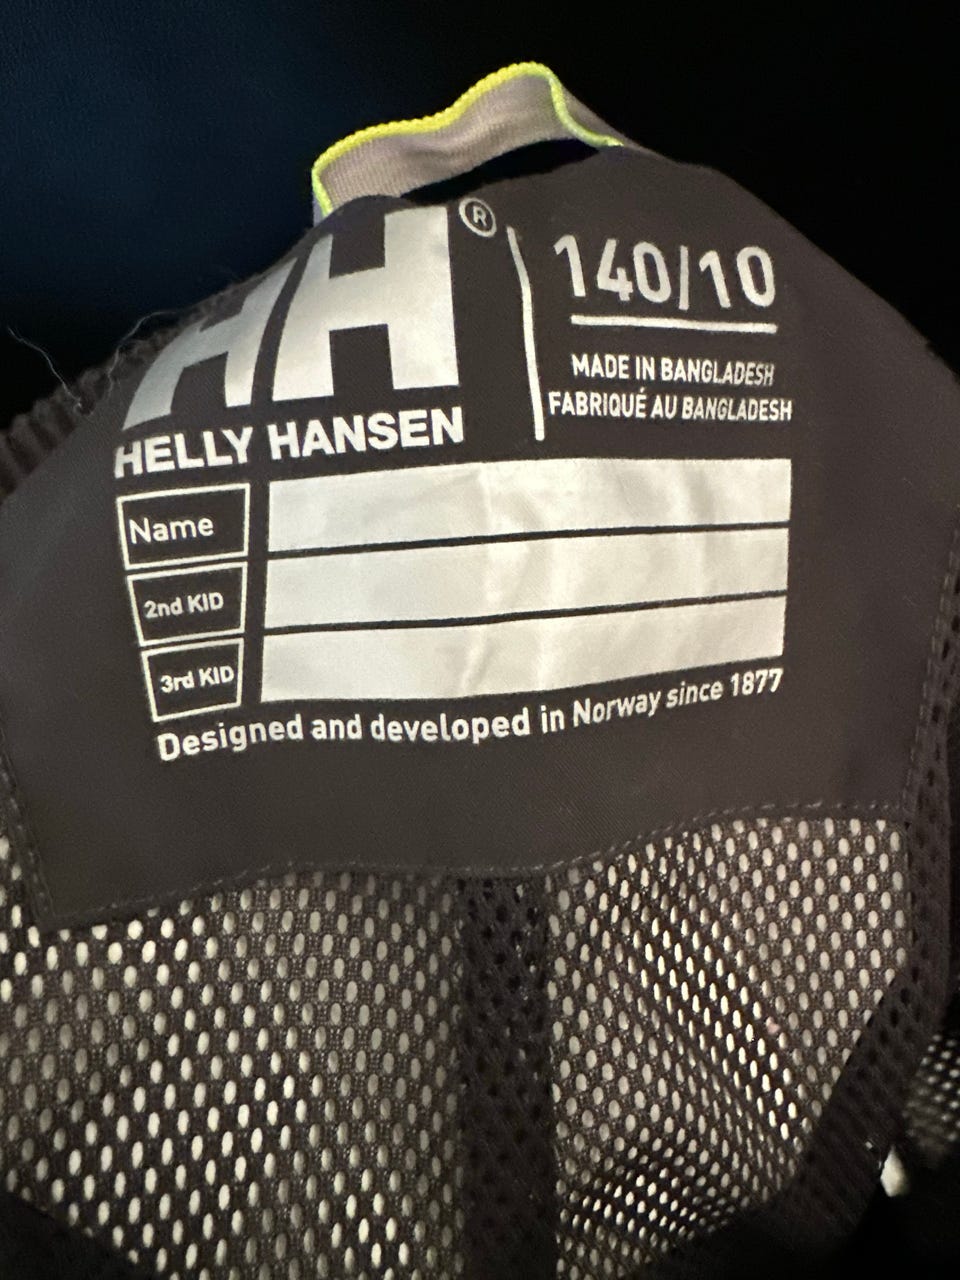 HH®
HELLY HANSEN
140/10
MADE IN BANGLADESH
FABRIQUÉ AU BANGLADESH
Name
2nd KID
3rd KID
Designed and developed in Norway since 1877